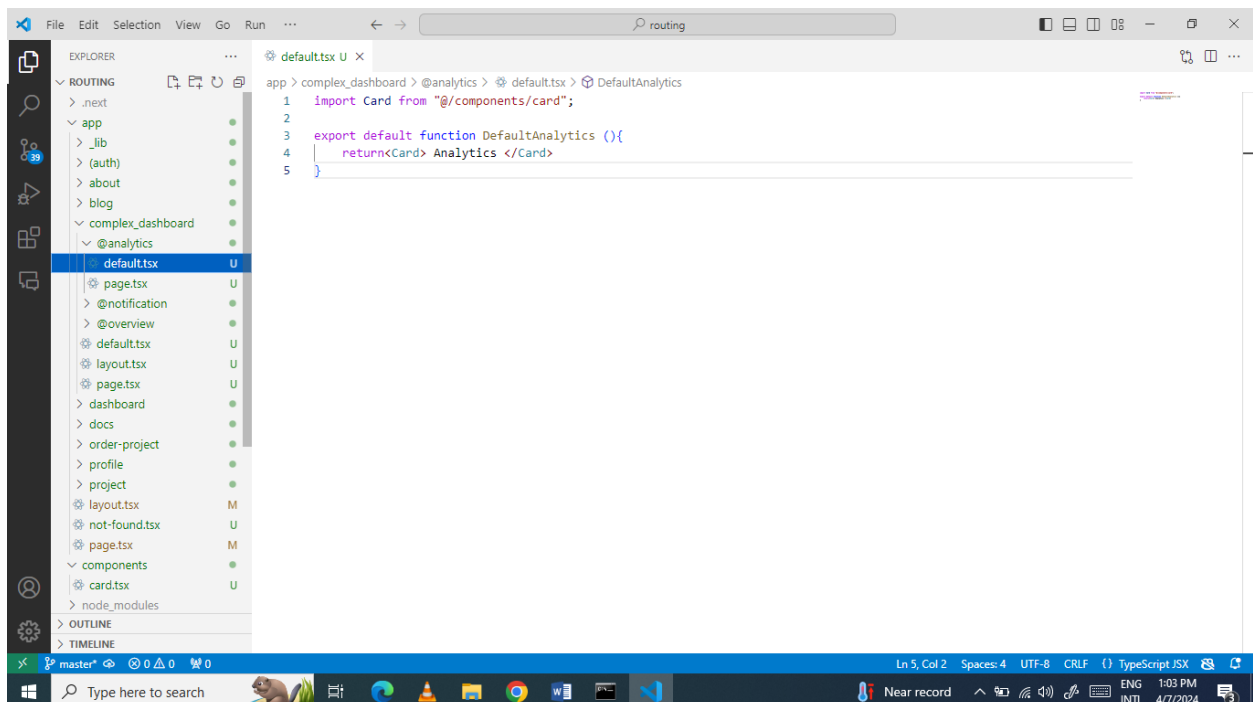 File Edit Selection View Go Run ··· ← → routing
EXPLORER ···
ROUTING
> .next
app
> _lib
> (auth)
> about
> blog
complex_dashboard
@analytics
default.tsx U
page.tsx U
> @notification
> @overview
default.tsx U
layout.tsx U
page.tsx U
> dashboard
> docs
> order-project
> profile
> project
layout.tsx M
not-found.tsx U
page.tsx M
components
card.tsx U
> node_modules
> OUTLINE
> TIMELINE
39
default.tsx U ×
app > complex_dashboard > @analytics > default.tsx > DefaultAnalytics
1 import Card from "@/components/card";
2
3 export default function DefaultAnalytics (){
4 return<Card> Analytics </Card>
5 }
master* 0 0 0 Ln 5, Col 2 Spaces: 4 UTF-8 CRLF {} TypeScript JSX
Type here to search Near record ENG 1:03 PM
INTL 4/7/2024 3